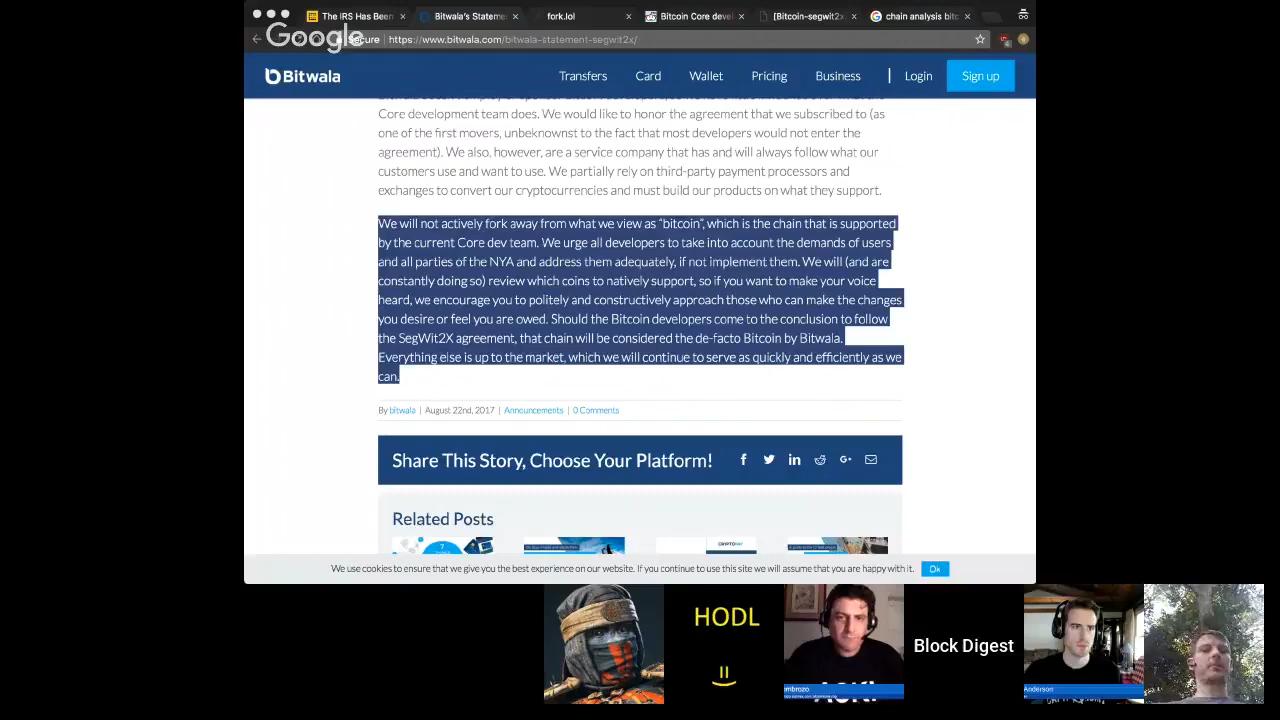 The IRS Has Been
Bitwala's Stateme
fork.lol
Bitcoin Core devel
[Bitcoin-segwit2x
chain analysis bitc
Google
Secure
https://www.bitwala.com/bitwala-statement-segwit2x/
Bitwala
Transfers
Card
Wallet
Pricing
Business
Login
Sign up
Core development team does. We would like to honor the agreement that we subscribed to (as
one of the first movers, unbeknownst to the fact that most developers would not enter the
agreement). We also, however, are a service company that has and will always follow what our
customers use and want to use. We partially rely on third-party payment processors and
exchanges to convert our cryptocurrencies and must build our products on what they support.
We will not actively fork away from what we view as “bitcoin”, which is the chain that is supported
by the current Core dev team. We urge all developers to take into account the demands of users
and all parties of the NYA and address them adequately, if not implement them. We will (and are
constantly doing so) review which coins to natively support, so if you want to make your voice
heard, we encourage you to politely and constructively approach those who can make the changes
you desire or feel you are owed. Should the Bitcoin developers come to the conclusion to follow
the SegWit2X agreement, that chain will be considered the de-facto Bitcoin by Bitwala.
Everything else is up to the market, which we will continue to serve as quickly and efficiently as we
can.
By bitwala | August 22nd, 2017 | Announcements | 0 Comments
Share This Story, Choose Your Platform!
Related Posts
We use cookies to ensure that we give you the best experience on our website. If you continue to use this site we will assume that you are happy with it.
Ok
HODL
Block Digest
ombrozo
Anderson